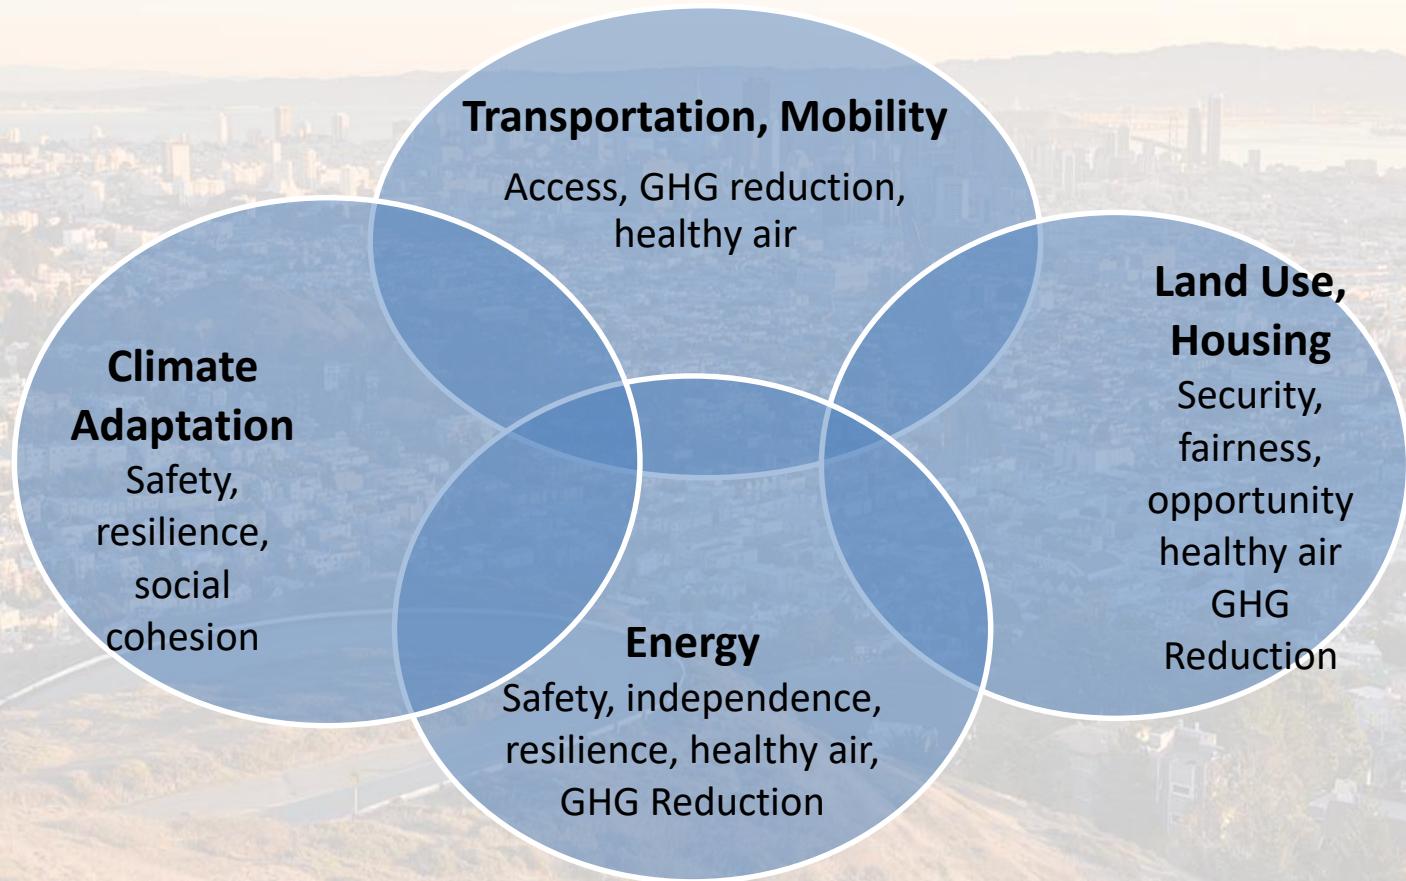 Transportation, Mobility
Access, GHG reduction,
healthy air
Climate
Adaptation
Safety,
resilience,
social
cohesion
Land Use,
Housing
Security,
fairness,
opportunity
healthy air
GHG
Reduction
Energy
Safety, independence,
resilience, healthy air,
GHG Reduction